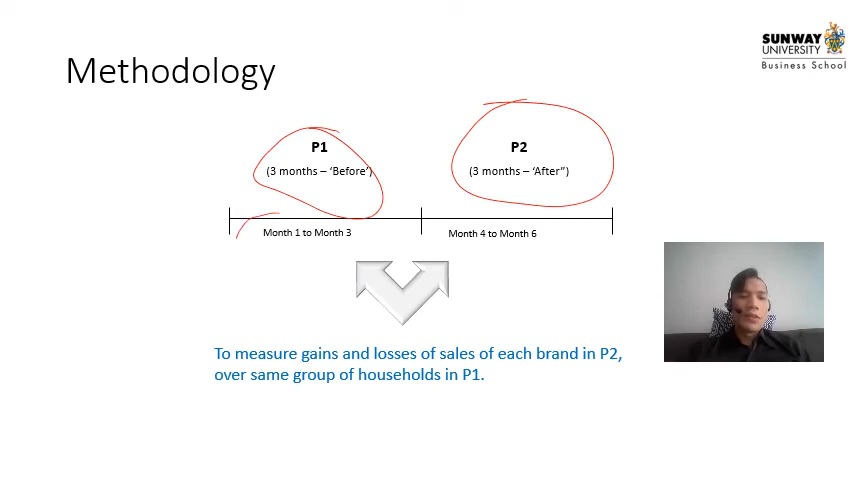 SUNWAY
UNIVERSITY
Business School
Methodology
P1
(3 months – ‘Before’)
P2
(3 months – ‘After”)
Month 1 to Month 3
Month 4 to Month 6
To measure gains and losses of sales of each brand in P2,
over same group of households in P1.